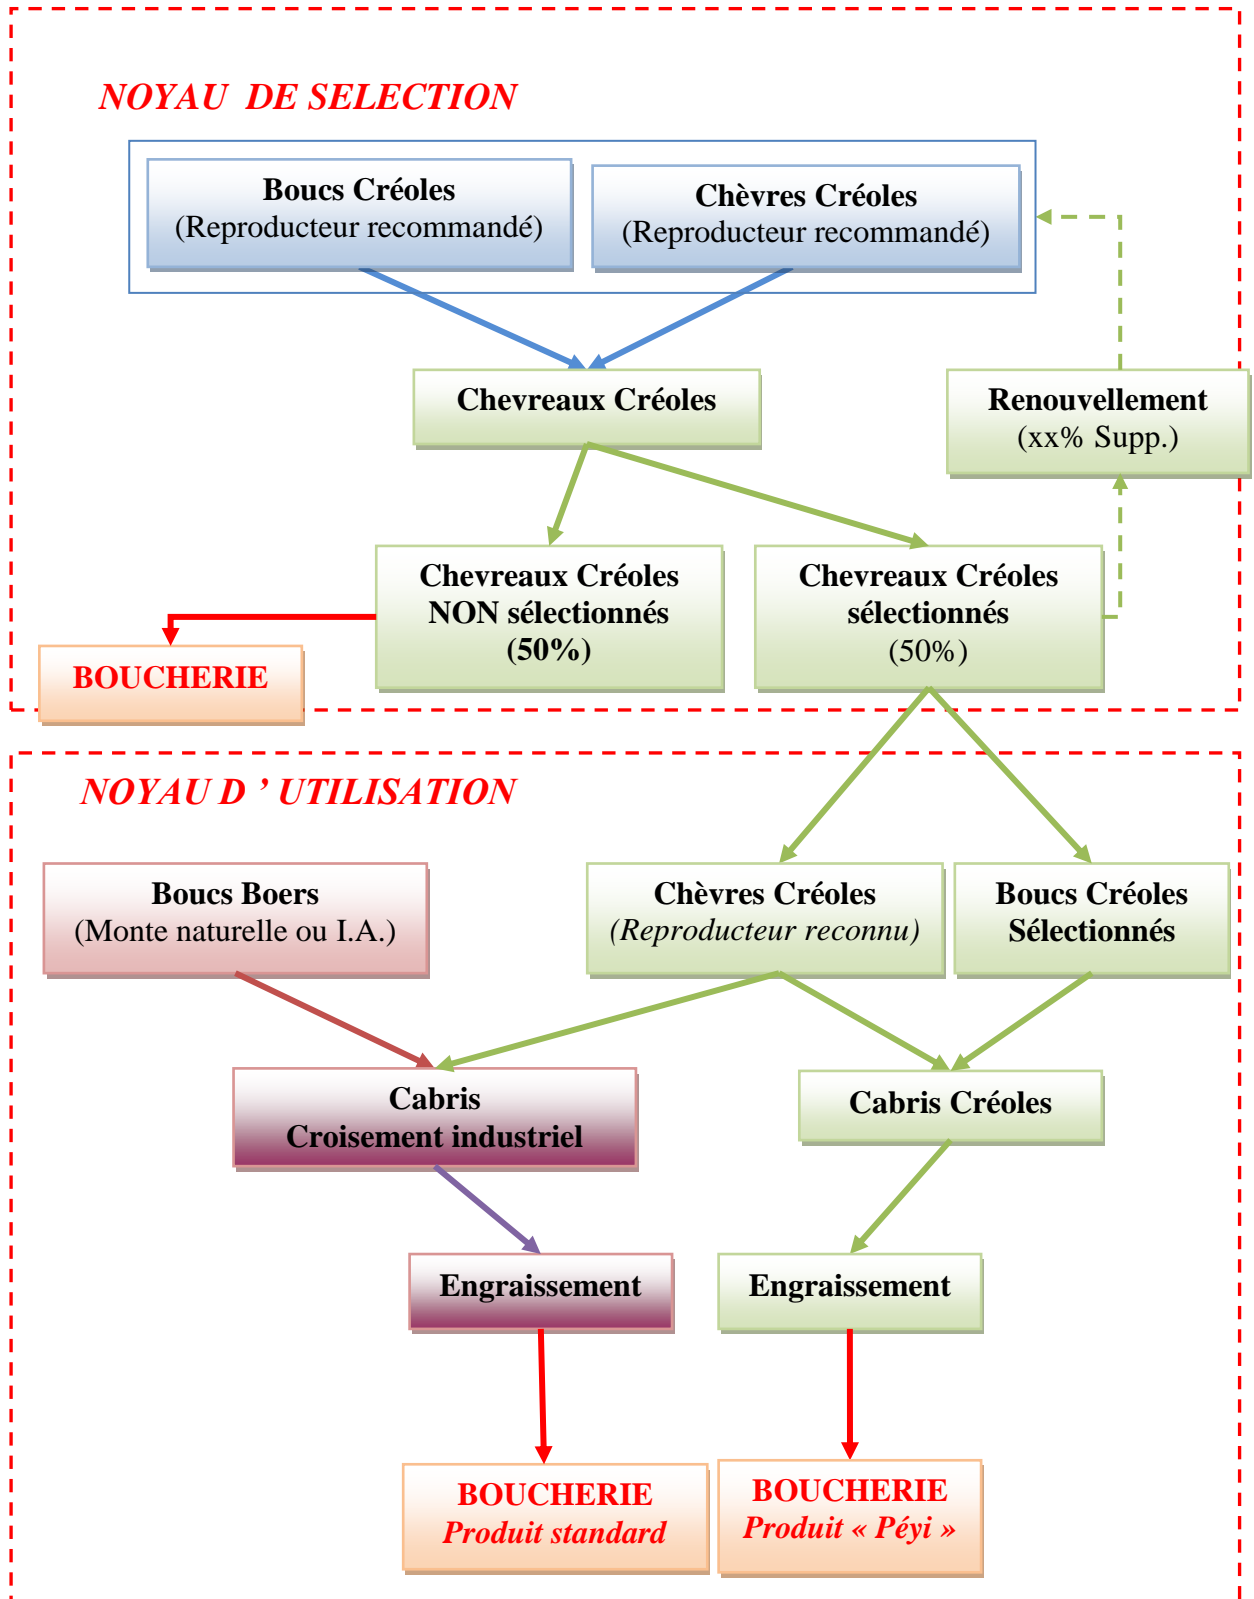 NOYAU DE SELECTION
Boucs Créoles
(Reproducteur recommandé)
Chèvres Créoles
(Reproducteur recommandé)
Chevreaux Créoles
Renouvellement
(xx% Supp.)
Chevreaux Créoles
NON sélectionnés
(50%)
Chevreaux Créoles
sélectionnés
(50%)
BOUCHERIE
NOYAU D ’ UTILISATION
Boucs Boers
(Monte naturelle ou I.A.)
Chèvres Créoles
(Reproducteur reconnu)
Boucs Créoles
Sélectionnés
Cabris
Croisement industriel
Cabris Créoles
Engraissement
Engraissement
BOUCHERIE
Produit standard
BOUCHERIE
Produit « Péyi »